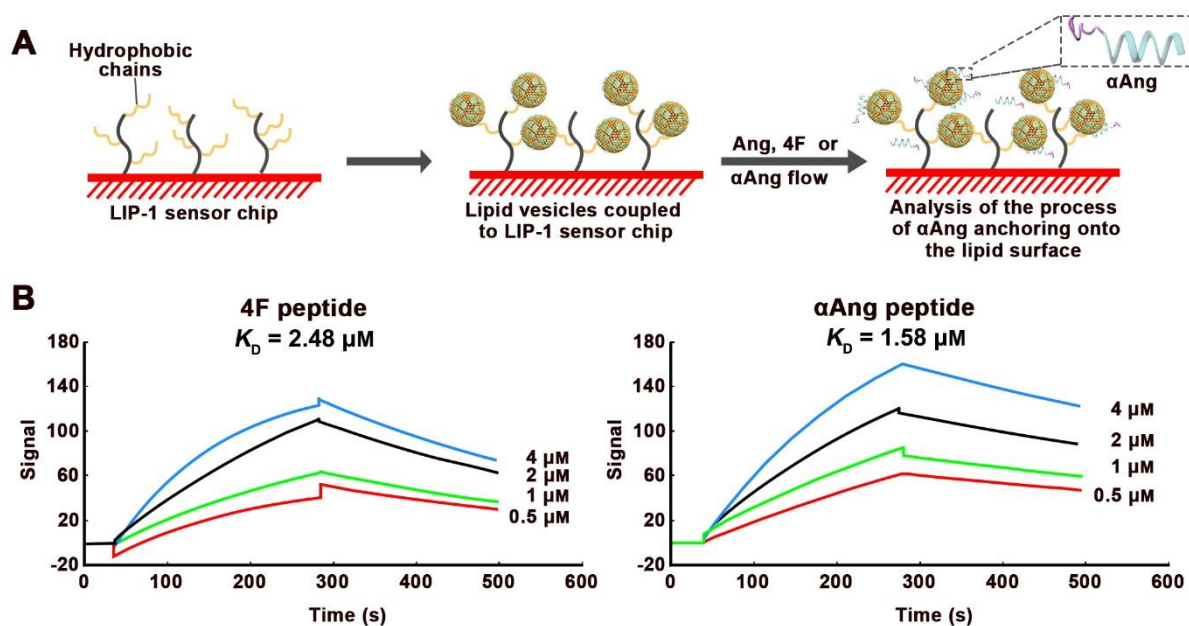 A
Hydrophobic
chains
LIP-1 sensor chip
Lipid vesicles coupled
to LIP-1 sensor chip
Ang, 4F or
αAng flow
αAng
Analysis of the process
of αAng anchoring onto
the lipid surface
B
4F peptide
K_D = 2.48 μM
Signal
180
140
100
60
20
-20
0
100
200
300
400
500
600
Time (s)
4 μM
2 μM
1 μM
0.5 μM
αAng peptide
K_D = 1.58 μM
Signal
180
140
100
60
20
-20
0
100
200
300
400
500
600
Time (s)
4 μM
2 μM
1 μM
0.5 μM